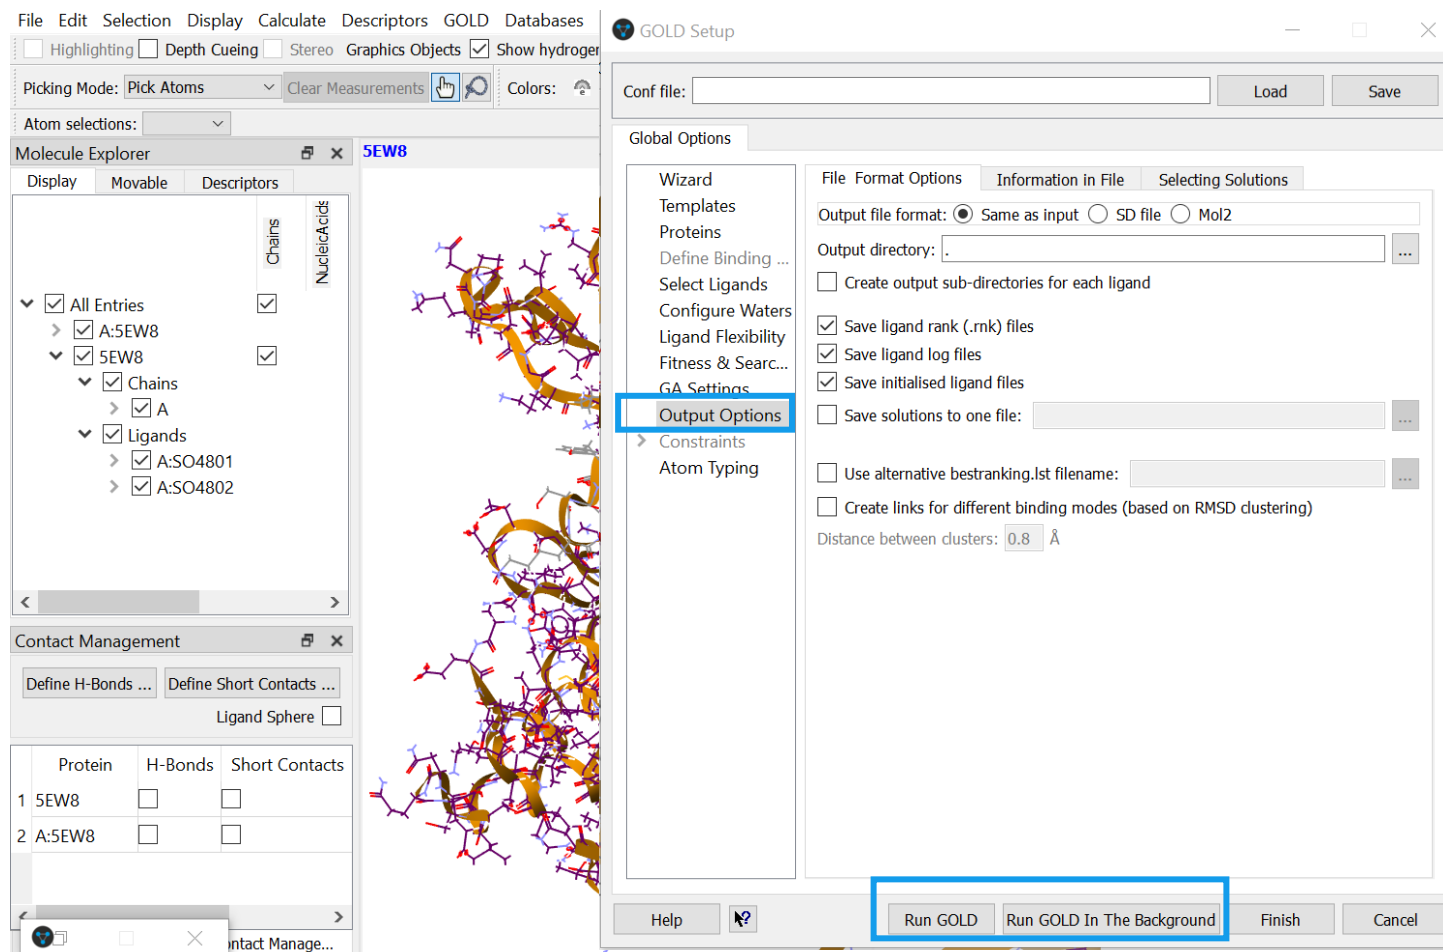 File Edit Selection Display Calculate Descriptors GOLD Databases
Highlighting Depth Cueing Stereo Graphics Objects Show hydroger
Picking Mode: Pick Atoms Clear Measurements Colors:
Atom selections:
Molecule Explorer
Display Movable Descriptors
Chains
NucleicAcids
All Entries
A:5EW8
5EW8
Chains
A
Ligands
A:SO4801
A:SO4802
Contact Management
Define H-Bonds ... Define Short Contacts ...
Ligand Sphere
Protein H-Bonds Short Contacts
1 5EW8
2 A:5EW8
ntact Manage...
5EW8
GOLD Setup
Conf file: Load Save
Global Options
Wizard
Templates
Proteins
Define Binding ...
Select Ligands
Configure Waters
Ligand Flexibility
Fitness & Searc...
GA Settings
Output Options
Constraints
Atom Typing
File Format Options Information in File Selecting Solutions
Output file format: Same as input SD file Mol2
Output directory: . ...
Create output sub-directories for each ligand
Save ligand rank (.rnk) files
Save ligand log files
Save initialised ligand files
Save solutions to one file: ...
Use alternative bestranking.lst filename: ...
Create links for different binding modes (based on RMSD clustering)
Distance between clusters: 0.8 Å
Help ? Run GOLD Run GOLD In The Background Finish Cancel